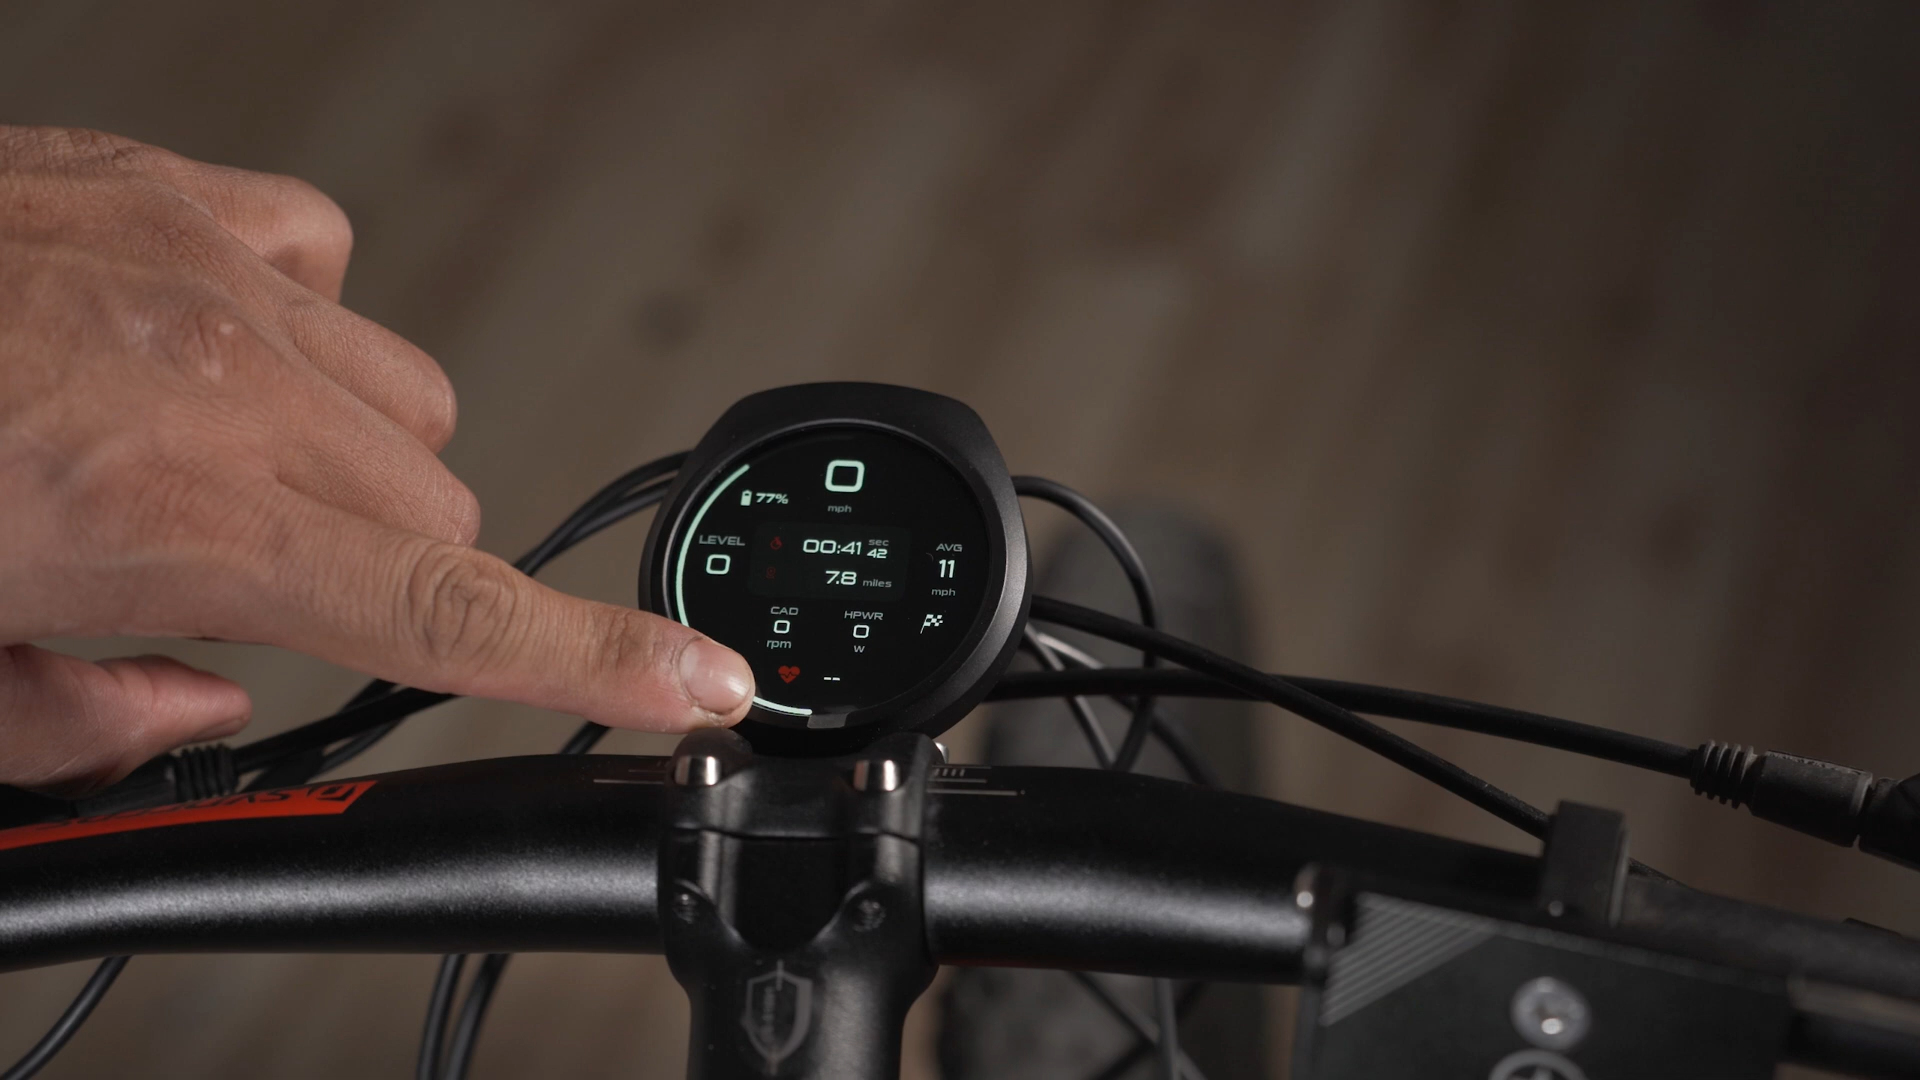 0
mph
77%
LEVEL
0
00:41 sec 42
7.8 miles
AVG
11
mph
CAD
0
rpm
HPWR
0
W
--